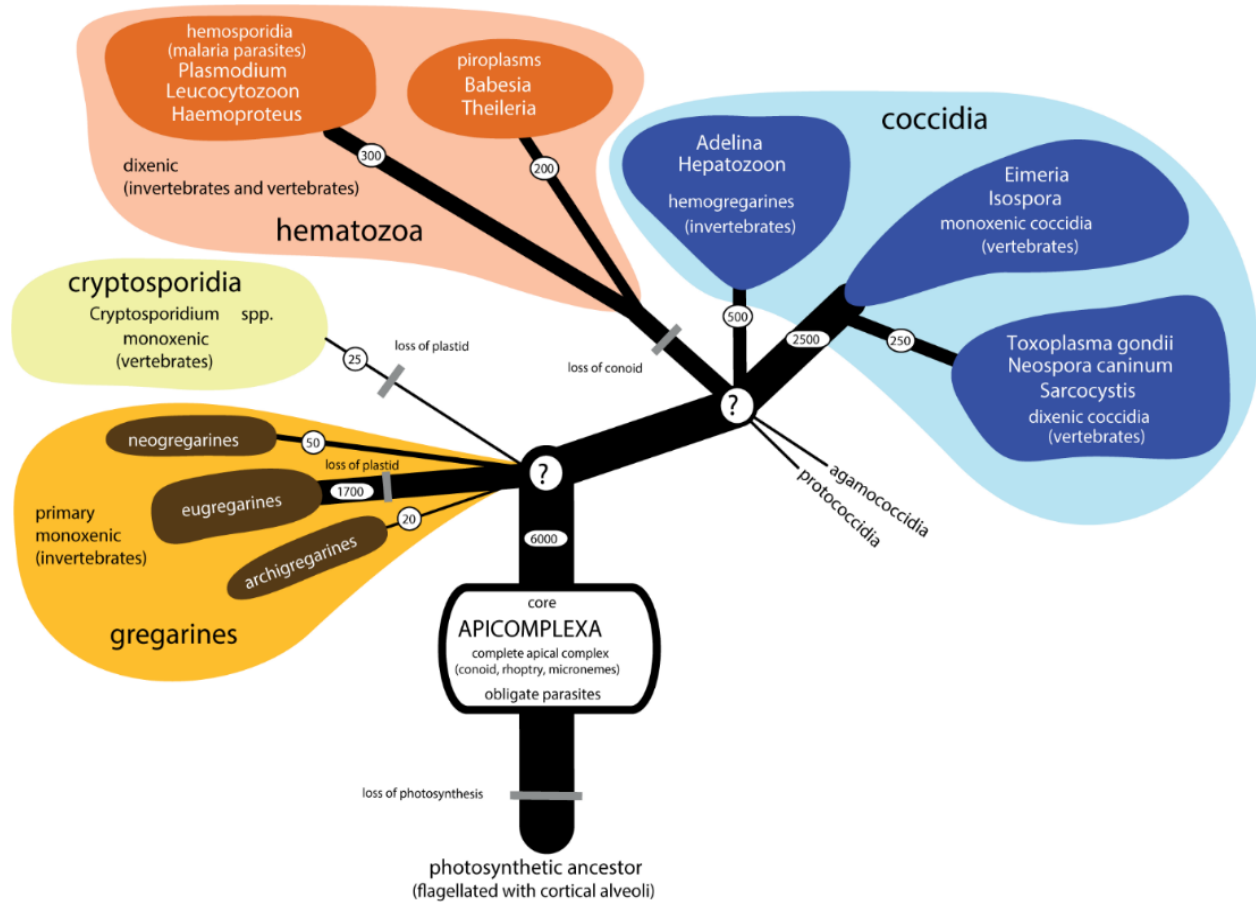 hemosporidia
(malaria parasites)
Plasmodium
Leucocytozoon
Haemoproteus
300
dixenic
(invertebrates and vertebrates)
hematozoa
piroplasms
Babesia
Theileria
200
coccidia
Adelina
Hepatozoon
hemogregarines
(invertebrates)
500
Eimeria
Isospora
monoxenic coccidia
(vertebrates)
2500
250
Toxoplasma gondii
Neospora caninum
Sarcocystis
dixenic coccidia
(vertebrates)
cryptosporidia
Cryptosporidium spp.
monoxenic
(vertebrates)
25
loss of plastid
loss of conoid
?
agamococcidia
protococcidia
neogregarines
50
loss of plastid
1700
eugregarines
20
archigregarines
primary
monoxenic
(invertebrates)
gregarines
?
6000
core
APICOMPLEXA
complete apical complex
(conoid, rhoptry, micronemes)
obligate parasites
loss of photosynthesis
photosynthetic ancestor
(flagellated with cortical alveoli)